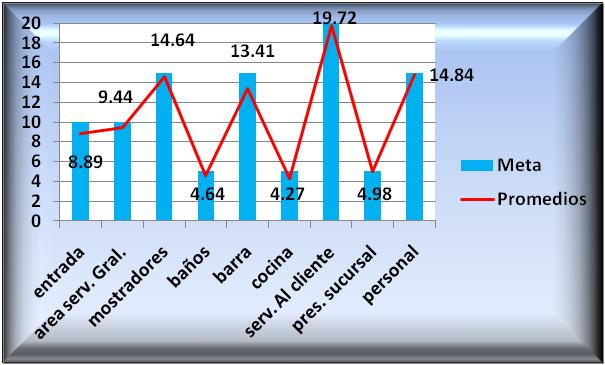 20
18
16
14
12
10
8
6
4
2
0
8.89
9.44
14.64
4.64
13.41
4.27
19.72
4.98
14.84
entrada
area serv. Gral.
mostradores
baños
barra
cocina
serv. Al cliente
pres. sucursal
personal
Meta
Promedios